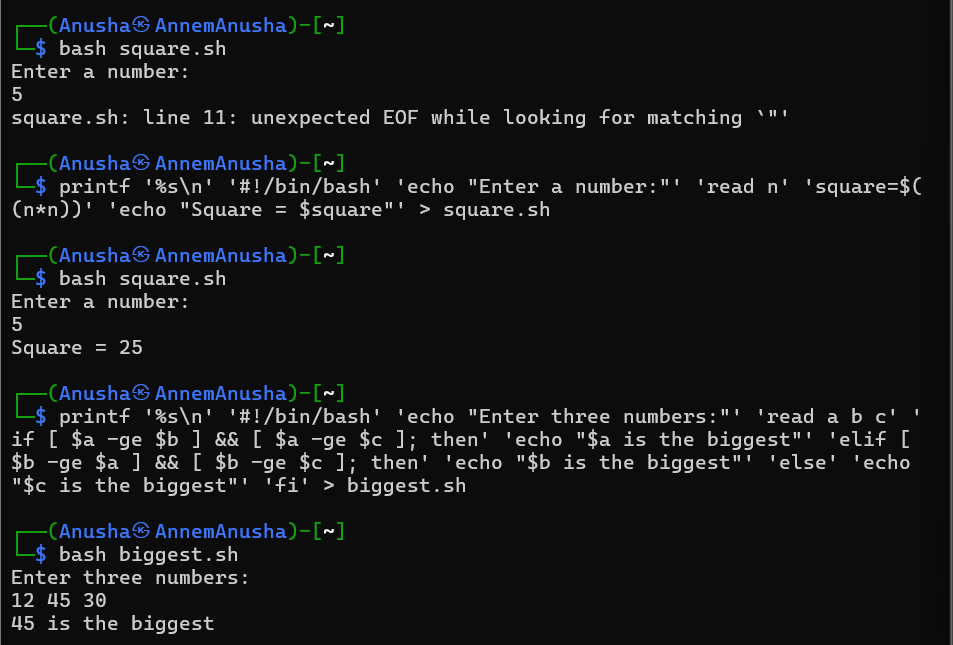 ┌──(Anusha㉿AnnemAnusha)-[~]
└─$ bash square.sh
Enter a number:
5
square.sh: line 11: unexpected EOF while looking for matching `"'
┌──(Anusha㉿AnnemAnusha)-[~]
└─$ printf '%s\n' '#!/bin/bash' 'echo "Enter a number:"' 'read n' 'square=$(
(n*n))' 'echo "Square = $square"' > square.sh
┌──(Anusha㉿AnnemAnusha)-[~]
└─$ bash square.sh
Enter a number:
5
Square = 25
┌──(Anusha㉿AnnemAnusha)-[~]
└─$ printf '%s\n' '#!/bin/bash' 'echo "Enter three numbers:"' 'read a b c' '
if [ $a -ge $b ] && [ $a -ge $c ]; then' 'echo "$a is the biggest"' 'elif [
$b -ge $a ] && [ $b -ge $c ]; then' 'echo "$b is the biggest"' 'else' 'echo
"$c is the biggest"' 'fi' > biggest.sh
┌──(Anusha㉿AnnemAnusha)-[~]
└─$ bash biggest.sh
Enter three numbers:
12 45 30
45 is the biggest